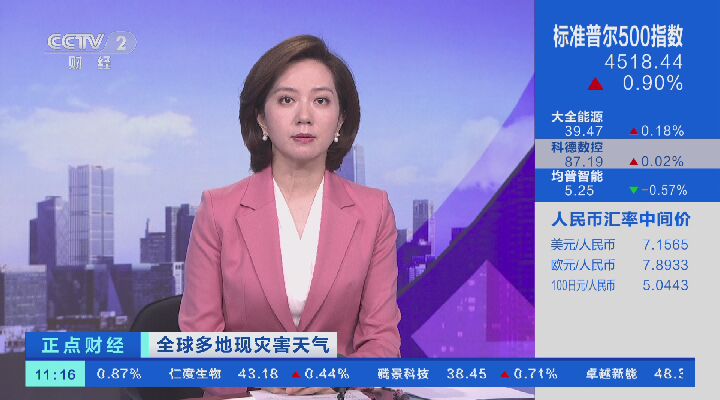 CCTV 2
财经
标准普尔500指数
4518.44
▲ 0.90%
大全能源
39.47 ▲0.18%
科德数控
87.19 ▲0.02%
均普智能
5.25 ▼-0.57%
人民币汇率中间价
美元/人民币 7.1565
欧元/人民币 7.8933
100日元/人民币 5.0443
正点财经 全球多地现灾害天气
11:16 0.87% 仁度生物 43.18 ▲0.44% 鸥景科技 38.45 ▲0.71% 卓越新能 48.3